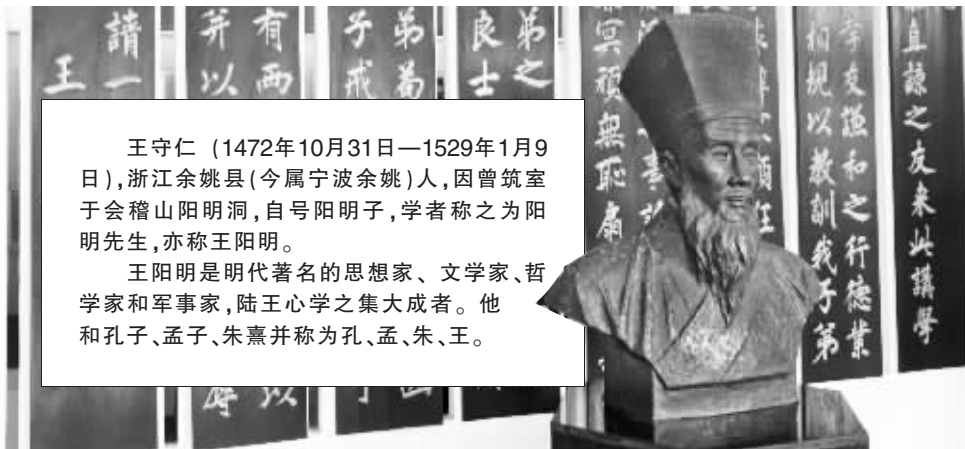 王守仁 (1472年10月31日—1529年1月9
日),浙江余姚县(今属宁波余姚)人,因曾筑室
于会稽山阳明洞,自号阳明子,学者称之为阳
明先生,亦称王阳明。
王阳明是明代著名的思想家、文学家、哲
学家和军事家,陆王心学之集大成者。他
和孔子、孟子、朱熹并称为孔、孟、朱、王。
直諒之友来此講學
孝友謙和之行德業
相規以教訓我子弟
冥頑無恥扇
弟之
良士
弟
子戒
有西
并以
請一
王